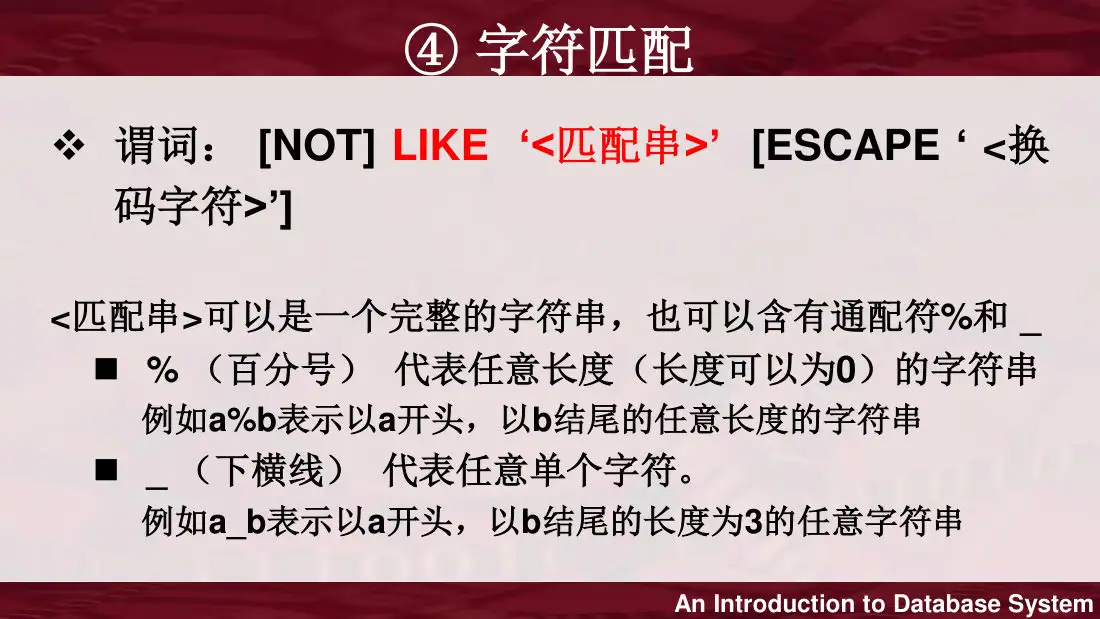 ④ 字符匹配
❖ 谓词： [NOT] LIKE ‘<匹配串>’ [ESCAPE ‘ <换
码字符>’]
<匹配串>可以是一个完整的字符串，也可以含有通配符%和 _
■ % （百分号） 代表任意长度（长度可以为0）的字符串
例如a%b表示以a开头，以b结尾的任意长度的字符串
■ _ （下横线） 代表任意单个字符。
例如a_b表示以a开头，以b结尾的长度为3的任意字符串
An Introduction to Database System